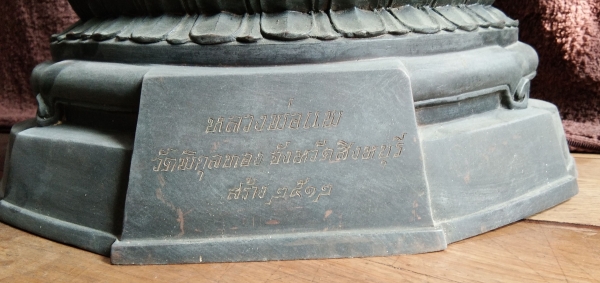 หลวงพ่อแพ
วัดพิกุลทอง จังหวัดสิงหบุรี
สร้าง ๒๕๑๒